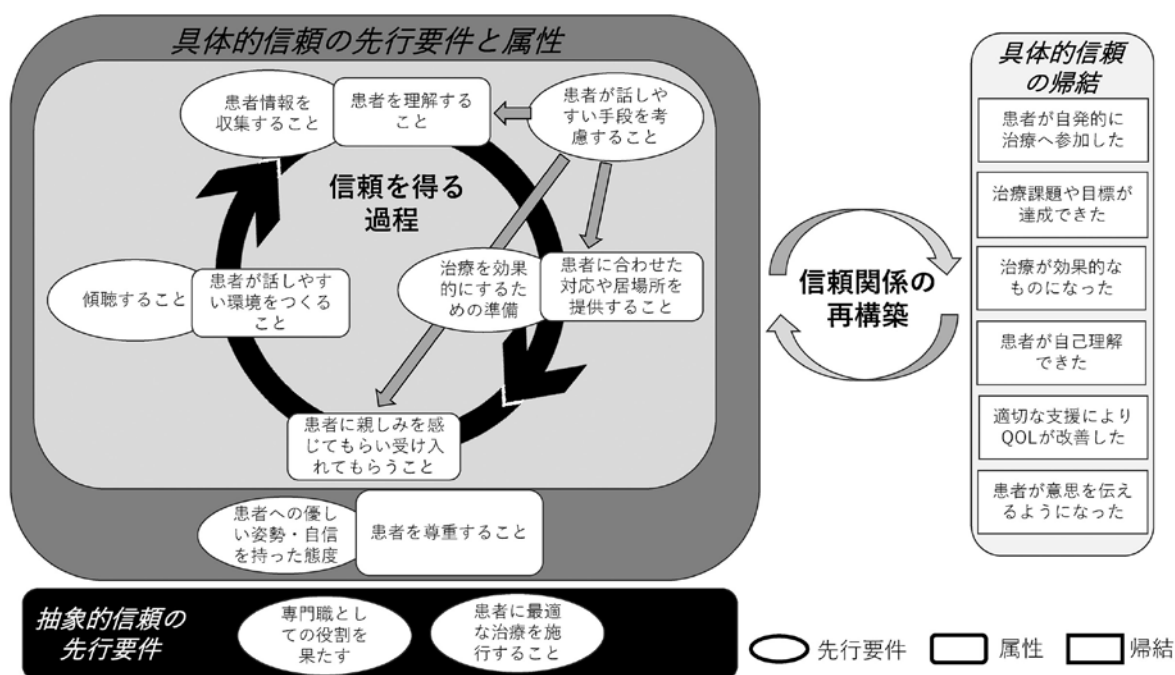 具体的信頼の先行要件と属性
患者情報を
収集すること
患者を理解する
こと
患者が話しや
すい手段を考
慮すること
信頼を得る
過程
傾聴すること
患者が話しやす
い環境をつくる
こと
治療を効果
的にするた
めの準備
患者に合わせた
対応や居場所を
提供すること
患者に親しみを感
じてもらい受け入
れてもらうこと
患者への優し
い姿勢・自信
を持った態度
患者を尊重すること
抽象的信頼の
先行要件
専門職とし
ての役割を
果たす
患者に最適
な治療を施
行すること
信頼関係の
再構築
具体的信頼
の帰結
患者が自発的に
治療へ参加した
治療課題や目標が
達成できた
治療が効果的な
ものになった
患者が自己理解
できた
適切な支援により
QOLが改善した
患者が意思を伝え
るようになった
先行要件
属性
帰結